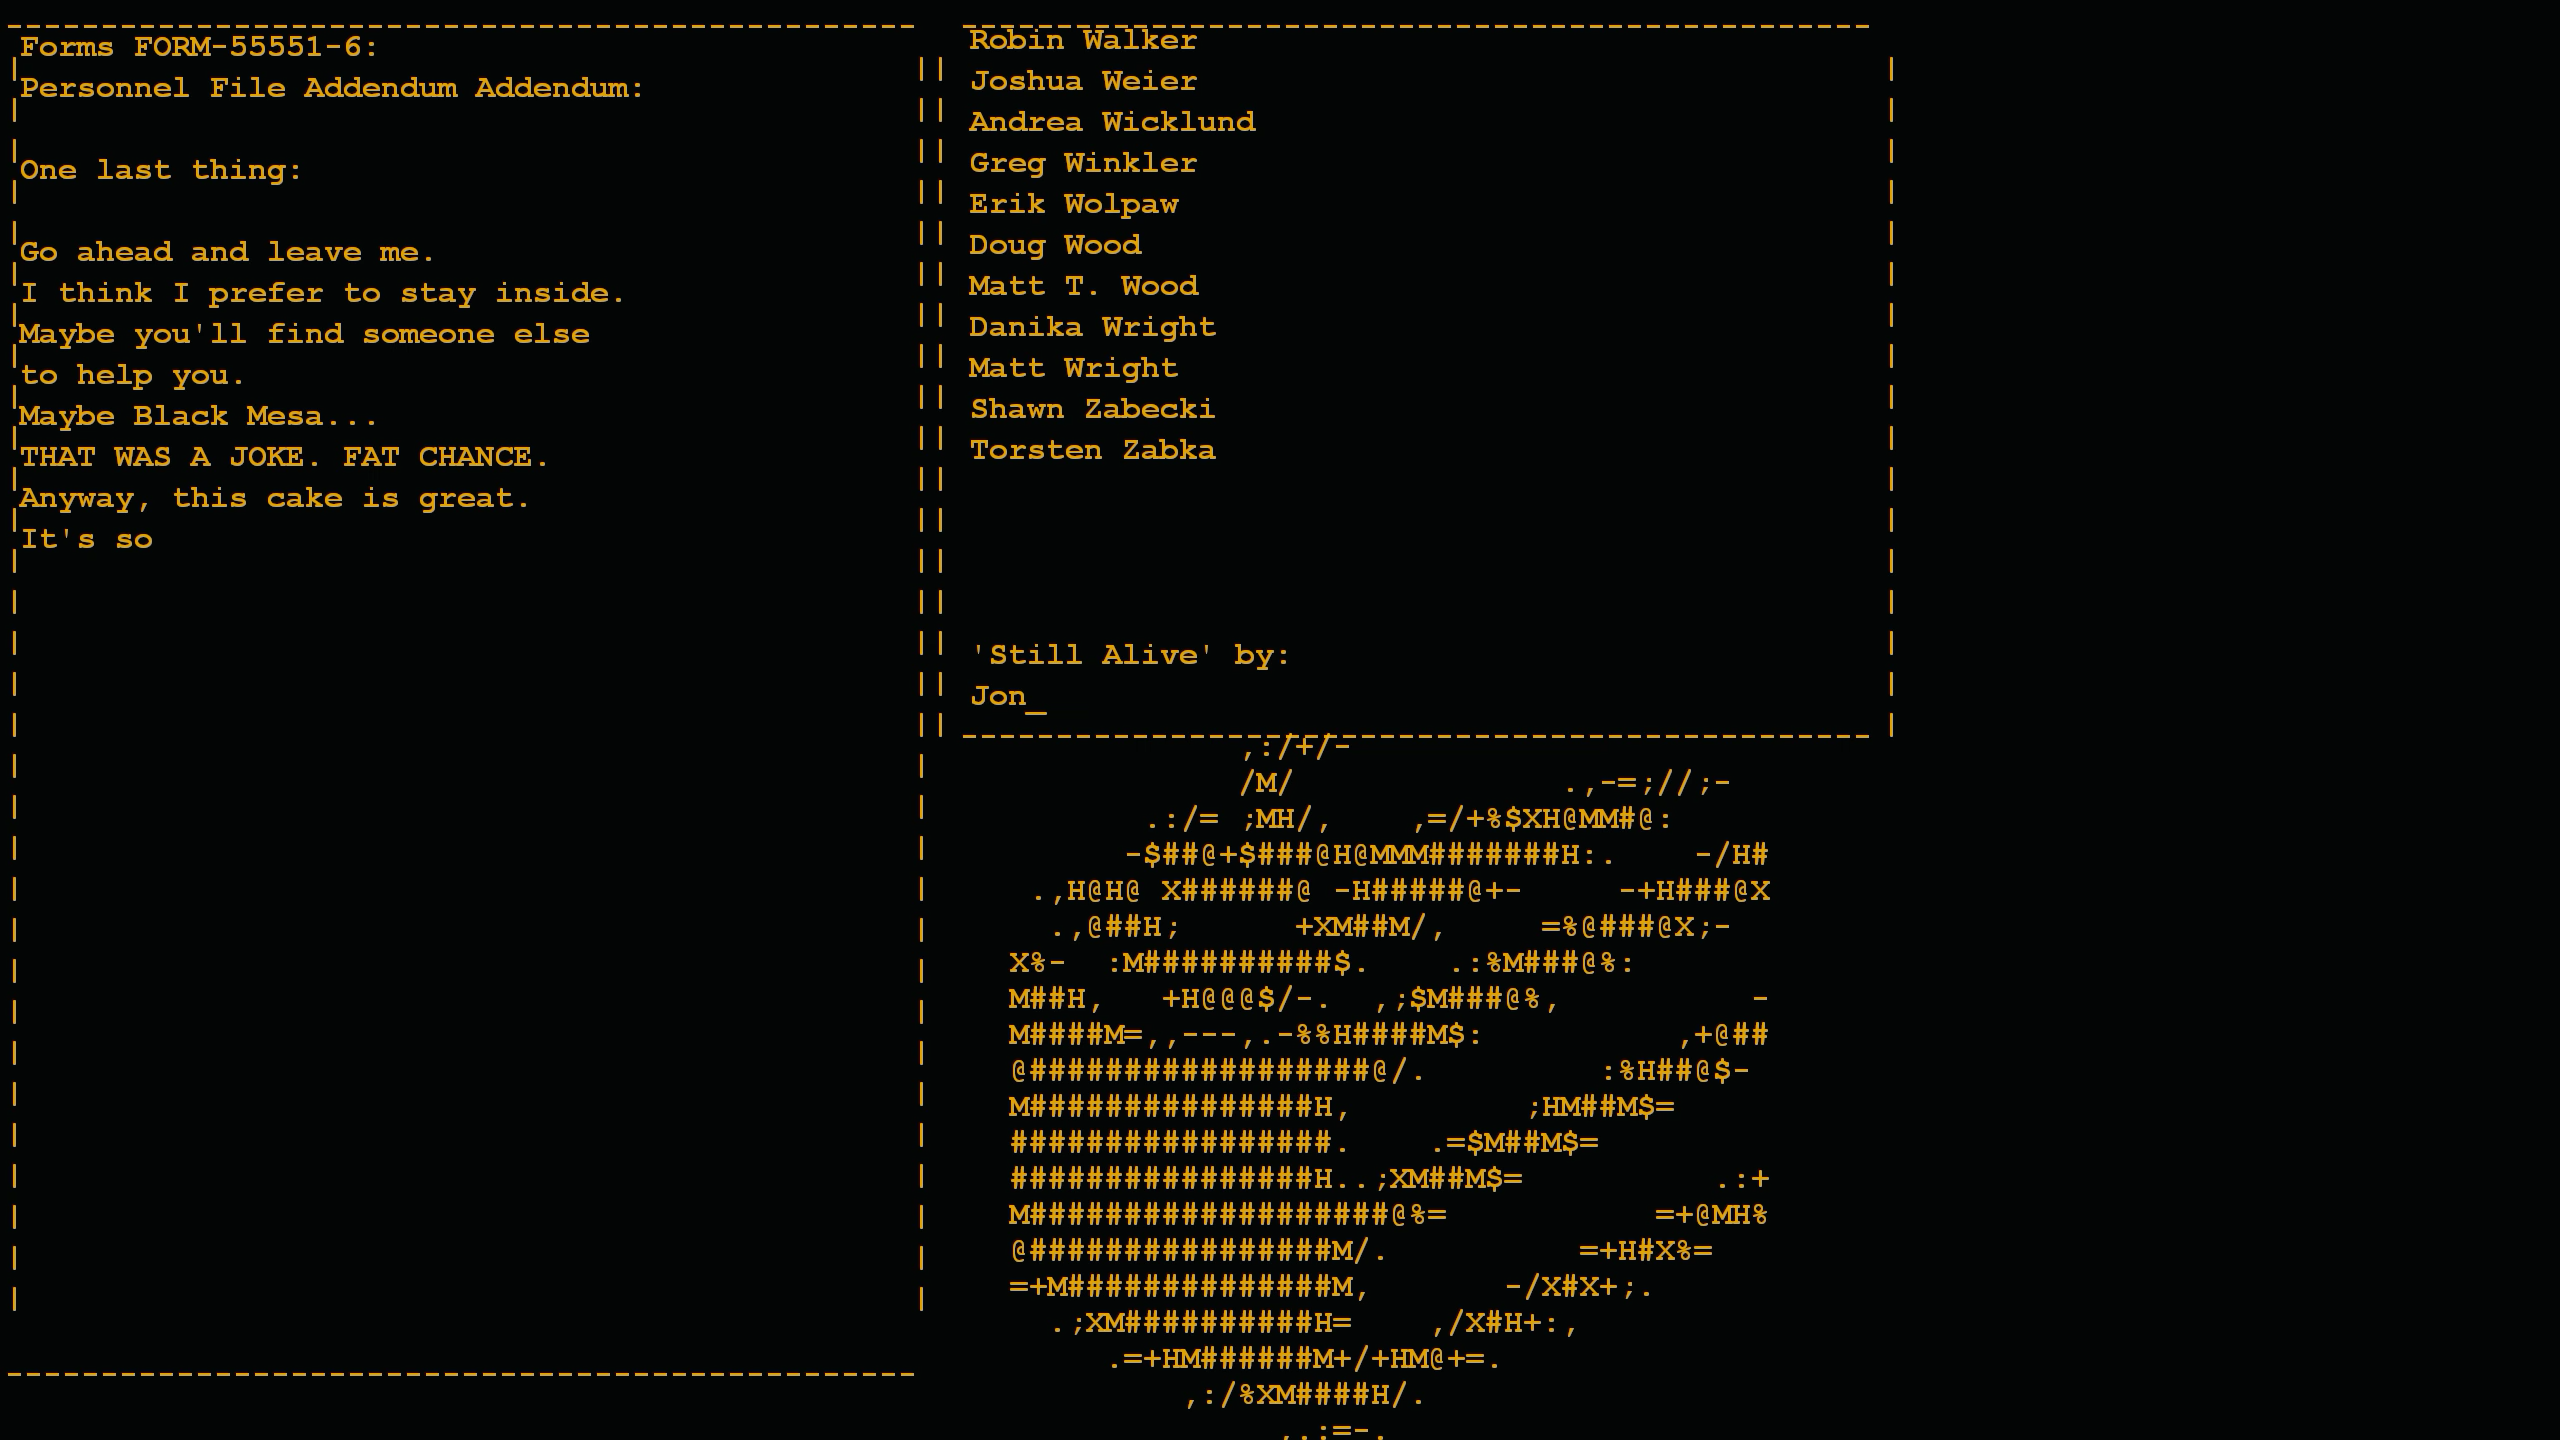 Forms FORM-55551-6:
Personnel File Addendum Addendum:
One last thing:
Go ahead and leave me.
I think I prefer to stay inside.
Maybe you'll find someone else
to help you.
Maybe Black Mesa...
THAT WAS A JOKE. FAT CHANCE.
Anyway, this cake is great.
It's so
Robin Walker
Joshua Weier
Andrea Wicklund
Greg Winkler
Erik Wolpaw
Doug Wood
Matt T. Wood
Danika Wright
Matt Wright
Shawn Zabecki
Torsten Zabka
'Still Alive' by:
Jon_